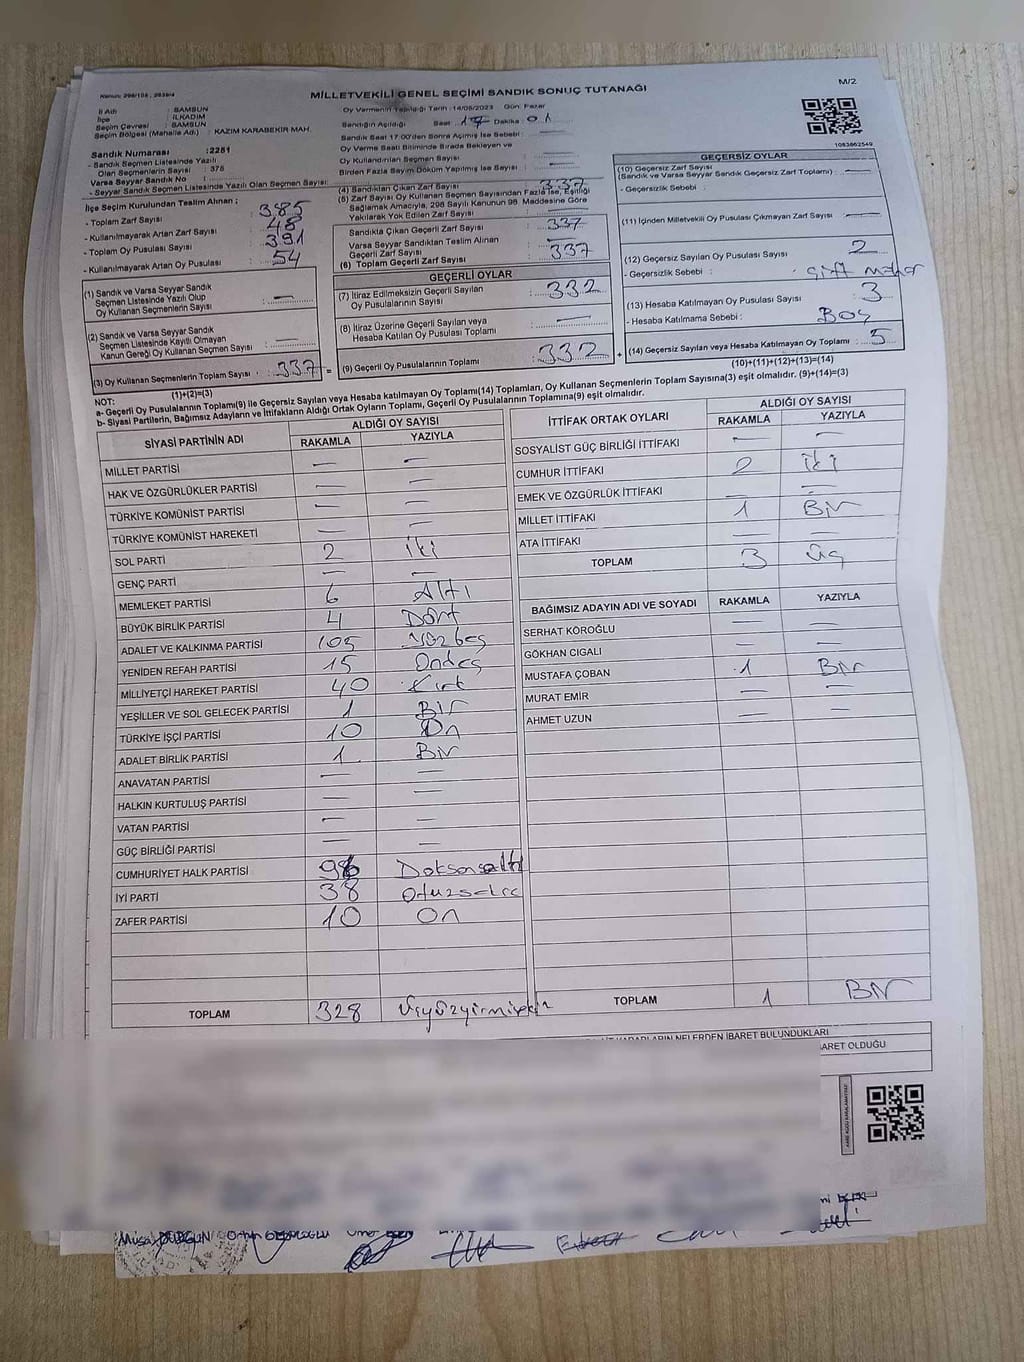 Kanun: 298/105, 2839/4
M/2
MİLLETVEKİLİ GENEL SEÇİMİ SANDIK SONUÇ TUTANAĞI
İl Adı : SAMSUN
İlçe : İLKADIM
Seçim Çevresi : SAMSUN
Seçim Bölgesi (Mahalle Adı) : KAZIM KARABEKİR MAH.
Sandık Numarası :2251
- Sandık Seçmen Listesinde Yazılı
Olan Seçmenlerin Sayısı : 378
Varsa Seyyar Sandık No :
- Seyyar Sandık Seçmen Listesinde Yazılı Olan Seçmen Sayısı:
Oy Vermenin Yapıldığı Tarih :14/05/2023 Gün: Pazar
Sandığın Açıldığı Saat : 17 Dakika : 01
Sandık Saat 17:00'den Sonra Açılmış İse Sebebi : —
Oy Verme Saati Bitiminde Sırada Bekleyen ve
Oy Kullandırılan Seçmen Sayısı : —
Birden Fazla Sayım Döküm Yapılmış İse Sayısı : —
1083862549
İlçe Seçim Kurulundan Teslim Alınan ;
- Toplam Zarf Sayısı : 385
- Kullanılmayarak Artan Zarf Sayısı : 48
- Toplam Oy Pusulası Sayısı : 391
- Kullanılmayarak Artan Oy Pusulası : 54
(1) Sandık ve Varsa Seyyar Sandık
Seçmen Listesinde Yazılı Olup
Oy Kullanan Seçmenlerin Sayısı : —
(2) Sandık ve Varsa Seyyar Sandık
Seçmen Listesinde Kayıtlı Olmayan
Kanun Gereği Oy Kullanan Seçmen Sayısı : —
(3) Oy Kullanan Seçmenlerin Toplam Sayısı : 337 =
(1)+(2)=(3)
(4) Sandıktan Çıkan Zarf Sayısı : 337
(5) Zarf Sayısı Oy Kullanan Seçmen Sayısından Fazla İse, Eşitliği
Sağlamak Amacıyla, 298 Sayılı Kanunun 98. Maddesine Göre
Yakılarak Yok Edilen Zarf Sayısı : —
Sandıkta Çıkan Geçerli Zarf Sayısı : 337
Varsa Seyyar Sandıktan Teslim Alınan
Geçerli Zarf Sayısı : —
(6) Toplam Geçerli Zarf Sayısı : 337
GEÇERLİ OYLAR
(7) İtiraz Edilmeksizin Geçerli Sayılan
Oy Pusulalarının Sayısı : 332
(8) İtiraz Üzerine Geçerli Sayılan veya
Hesaba Katılan Oy Pusulası Toplamı : —
(9) Geçerli Oy Pusulalarının Toplamı : 332 +
GEÇERSİZ OYLAR
(10) Geçersiz Zarf Sayısı
(Sandık ve Varsa Seyyar Sandık Geçersiz Zarf Toplamı) : —
- Geçersizlik Sebebi :
(11) İçinden Milletvekili Oy Pusulası Çıkmayan Zarf Sayısı : —
(12) Geçersiz Sayılan Oy Pusulası Sayısı : 2
- Geçersizlik Sebebi : Çift mühür
(13) Hesaba Katılmayan Oy Pusulası Sayısı : 3
- Hesaba Katılmama Sebebi : Boş
(14) Geçersiz Sayılan veya Hesaba Katılmayan Oy Toplamı : 5
(10)+(11)+(12)+(13)=(14)
NOT:
a- Geçerli Oy Pusulalarının Toplamı(9) ile Geçersiz Sayılan veya Hesaba katılmayan Oy Toplamı(14) Toplamları, Oy Kullanan Seçmenlerin Toplam Sayısına(3) eşit olmalıdır. (9)+(14)=(3)
b- Siyasi Partilerin, Bağımsız Adayların ve İttifakların Aldığı Ortak Oyların Toplamı, Geçerli Oy Pusulalarının Toplamına(9) eşit olmalıdır.
SİYASİ PARTİNİN ADI ALDIĞI OY SAYISI
RAKAMLA YAZIYLA
MİLLET PARTİSİ — —
HAK VE ÖZGÜRLÜKLER PARTİSİ — —
TÜRKİYE KOMÜNİST PARTİSİ — —
TÜRKİYE KOMÜNİST HAREKETİ — —
SOL PARTİ 2 iki
GENÇ PARTİ — —
MEMLEKET PARTİSİ 6 Altı
BÜYÜK BİRLİK PARTİSİ 4 Dört
ADALET VE KALKINMA PARTİSİ 105 Yüzbeş
YENİDEN REFAH PARTİSİ 15 Onbeş
MİLLİYETÇİ HAREKET PARTİSİ 40 Kırk
YEŞİLLER VE SOL GELECEK PARTİSİ 1 Bir
TÜRKİYE İŞÇİ PARTİSİ 10 On
ADALET BİRLİK PARTİSİ 1 Bir
ANAVATAN PARTİSİ — —
HALKIN KURTULUŞ PARTİSİ — —
VATAN PARTİSİ — —
GÜÇ BİRLİĞİ PARTİSİ — —
CUMHURİYET HALK PARTİSİ 96 Doksanaltı
İYİ PARTİ 38 Otuzsekiz
ZAFER PARTİSİ 10 On
TOPLAM 328
İTTİFAK ORTAK OYLARI ALDIĞI OY SAYISI
RAKAMLA YAZIYLA
SOSYALİST GÜÇ BİRLİĞİ İTTİFAKI — —
CUMHUR İTTİFAKI 2 iki
EMEK VE ÖZGÜRLÜK İTTİFAKI — —
MİLLET İTTİFAKI 1 Bir
ATA İTTİFAKI — —
TOPLAM 3 üç
BAĞIMSIZ ADAYIN ADI VE SOYADI RAKAMLA YAZIYLA
SERHAT KÖROĞLU — —
GÖKHAN CIGALI — —
MUSTAFA ÇOBAN 1 Bir
MURAT EMİR — —
AHMET UZUN — —
TOPLAM 1 Bir
NELERDEN İBARET BULUNDUKLARI
OLDUĞU